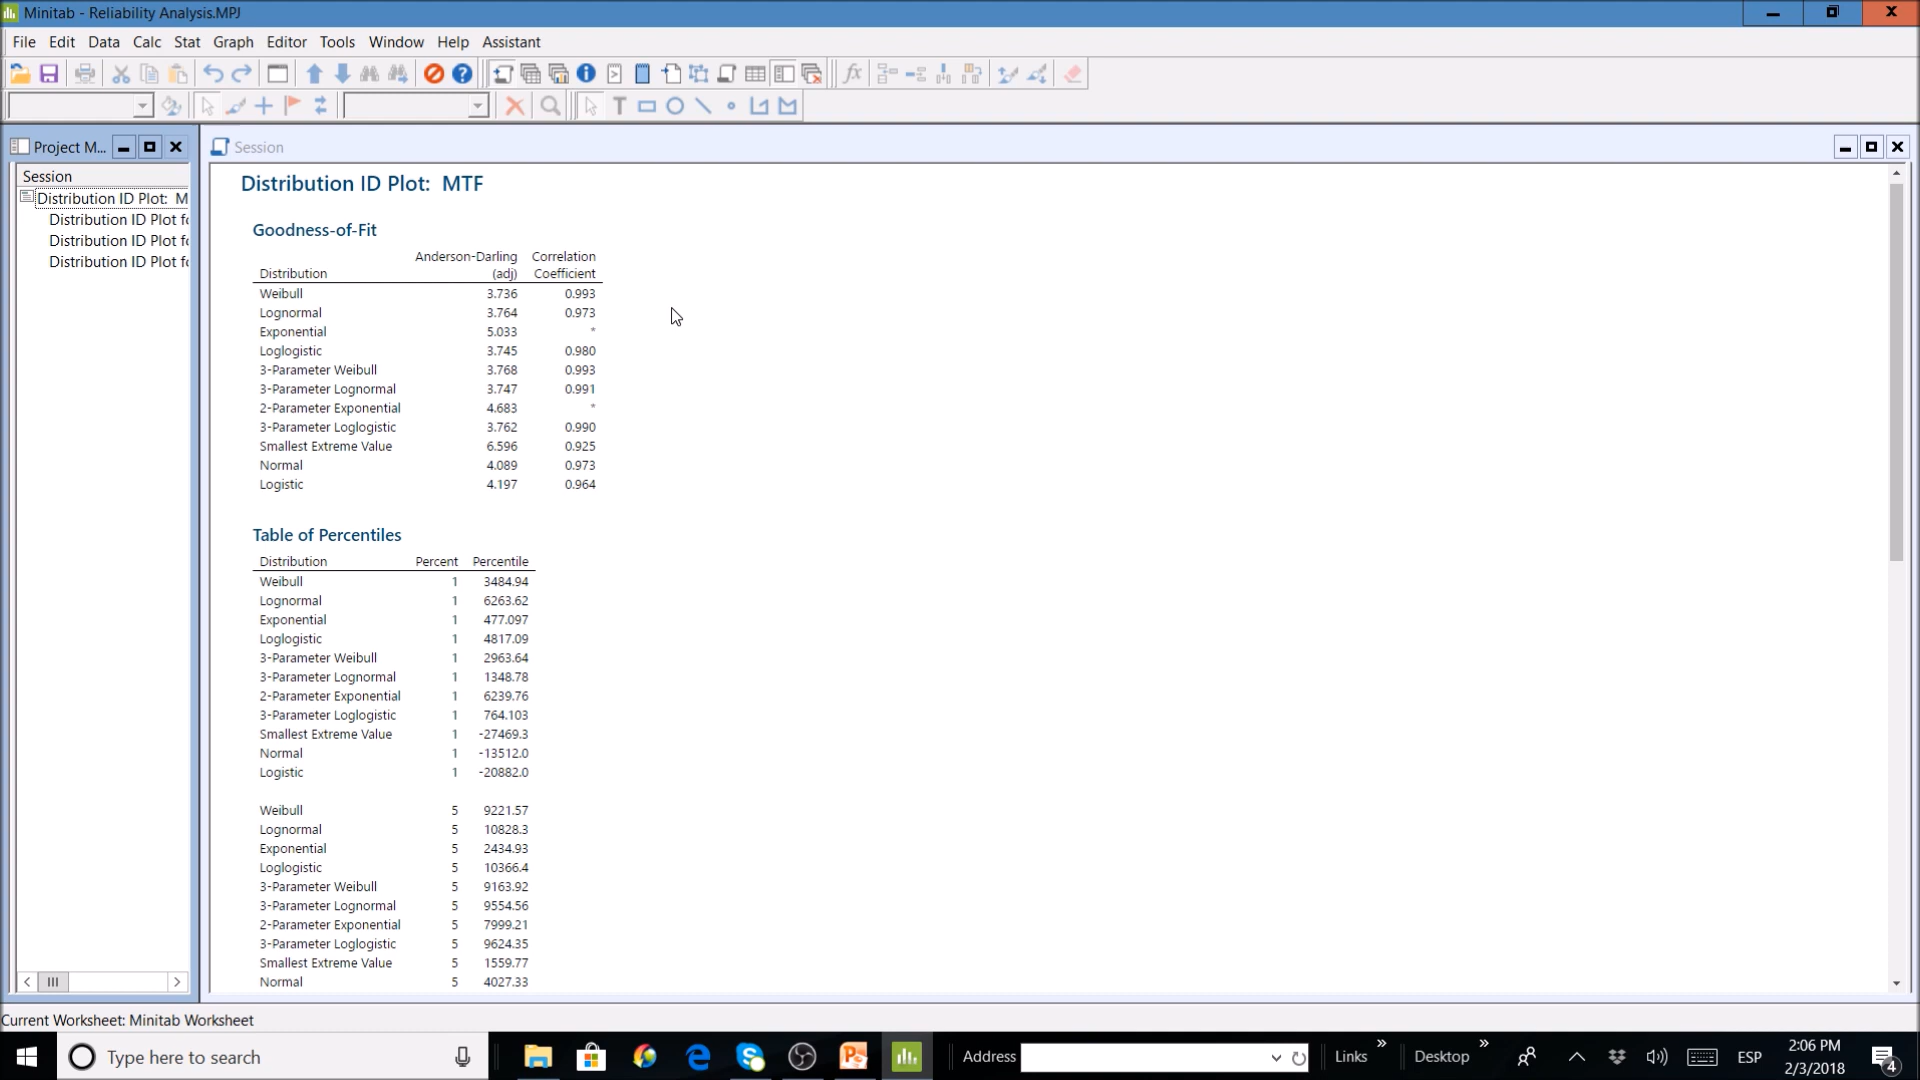 Minitab - Reliability Analysis.MPJ
File Edit Data Calc Stat Graph Editor Tools Window Help Assistant
Project M...
Session
Session
Distribution ID Plot: M
Distribution ID Plot fo
Distribution ID Plot fo
Distribution ID Plot fo
Distribution ID Plot: MTF
Goodness-of-Fit
Anderson-Darling Correlation
Distribution (adj) Coefficient
Weibull 3.736 0.993
Lognormal 3.764 0.973
Exponential 5.033 *
Loglogistic 3.745 0.980
3-Parameter Weibull 3.768 0.993
3-Parameter Lognormal 3.747 0.991
2-Parameter Exponential 4.683 *
3-Parameter Loglogistic 3.762 0.990
Smallest Extreme Value 6.596 0.925
Normal 4.089 0.973
Logistic 4.197 0.964
Table of Percentiles
Distribution Percent Percentile
Weibull 1 3484.94
Lognormal 1 6263.62
Exponential 1 477.097
Loglogistic 1 4817.09
3-Parameter Weibull 1 2963.64
3-Parameter Lognormal 1 1348.78
2-Parameter Exponential 1 6239.76
3-Parameter Loglogistic 1 764.103
Smallest Extreme Value 1 -27469.3
Normal 1 -13512.0
Logistic 1 -20882.0
Weibull 5 9221.57
Lognormal 5 10828.3
Exponential 5 2434.93
Loglogistic 5 10366.4
3-Parameter Weibull 5 9163.92
3-Parameter Lognormal 5 9554.56
2-Parameter Exponential 5 7999.21
3-Parameter Loglogistic 5 9624.35
Smallest Extreme Value 5 1559.77
Normal 5 4027.33
Current Worksheet: Minitab Worksheet
Type here to search
Address
Links
Desktop
ESP
2:06 PM
2/3/2018
4